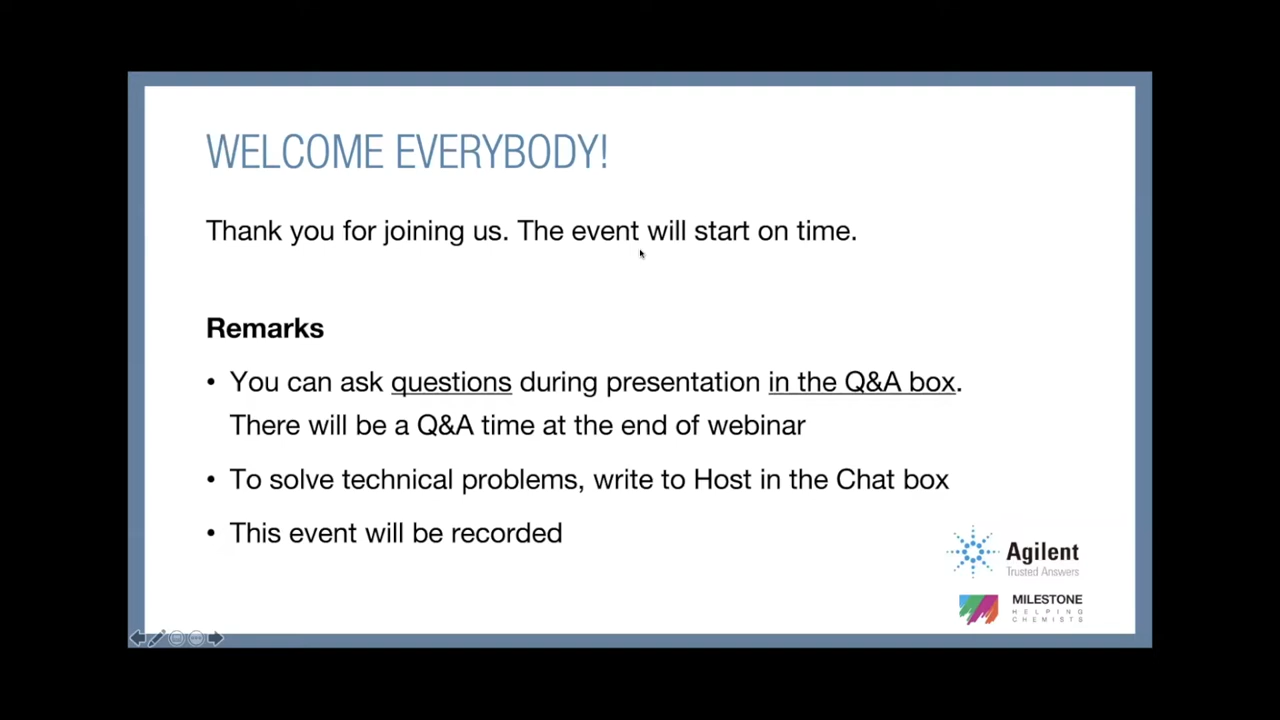 WELCOME EVERYBODY!
Thank you for joining us. The event will start on time.
Remarks
• You can ask questions during presentation in the Q&A box.
There will be a Q&A time at the end of webinar
• To solve technical problems, write to Host in the Chat box
• This event will be recorded
Agilent
Trusted Answers
MILESTONE
HELPING
CHEMISTS